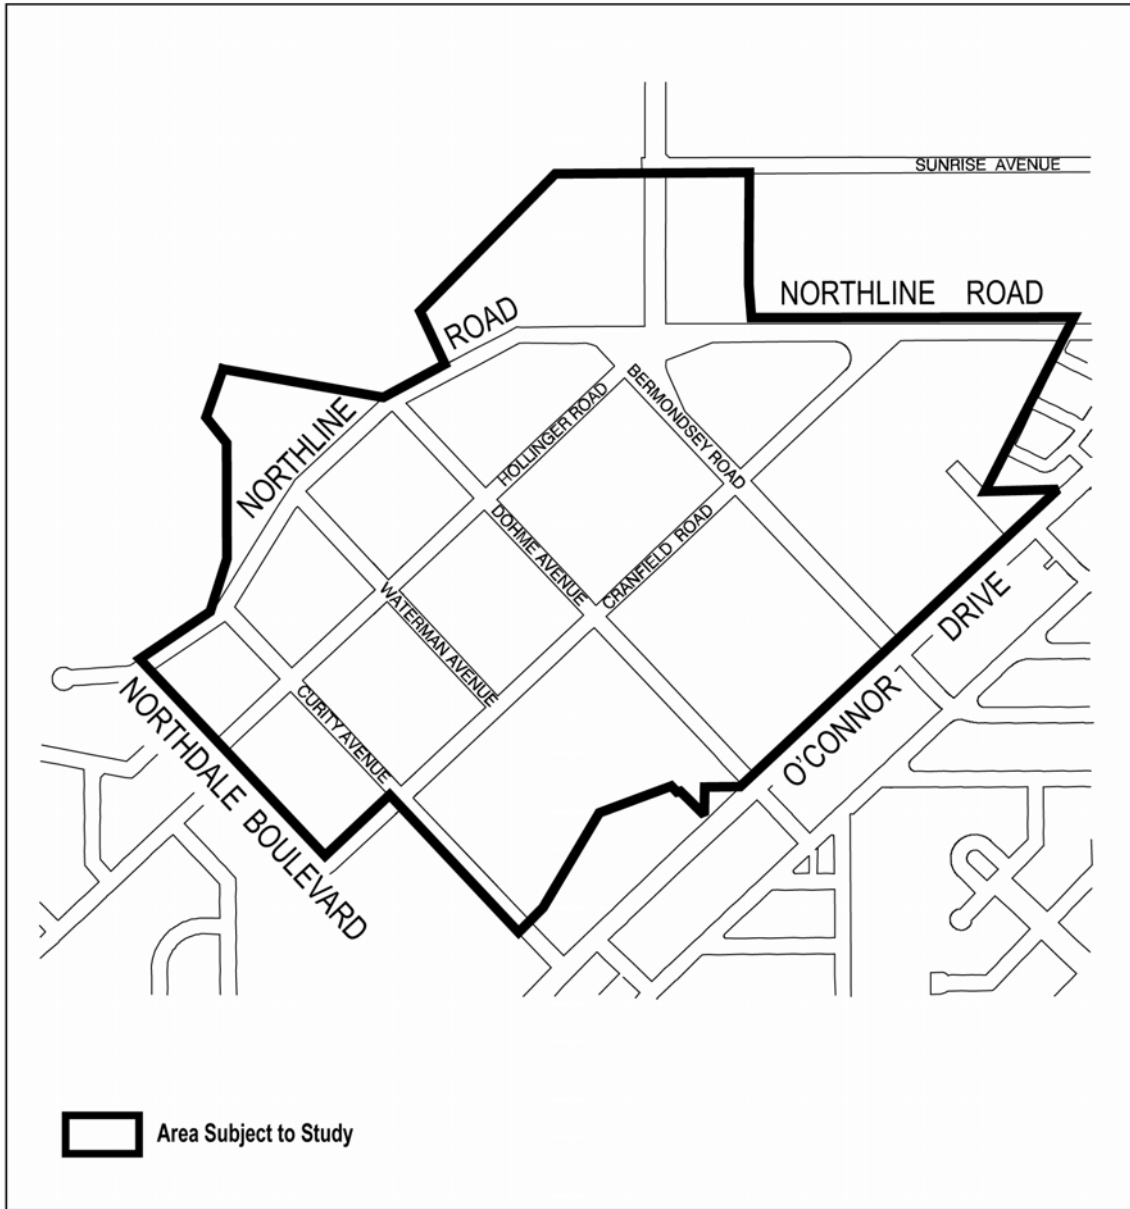 SUNRISE AVENUE
NORTHLINE ROAD
NORTHLINE ROAD
HOLLINGER ROAD
BERMONDSEY ROAD
DOHME AVENUE
CRANFIELD ROAD
WATERMAN AVENUE
CURITY AVENUE
O'CONNOR DRIVE
NORTHDALE BOULEVARD
Area Subject to Study